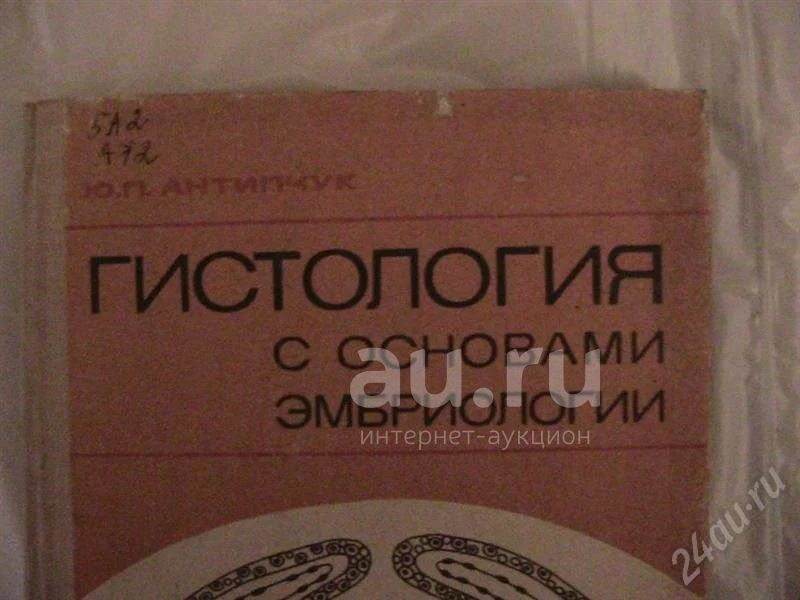 5А2
А72
Ю.П. АНТИПЧУК
ГИСТОЛОГИЯ
С ОСНОВАМИ
ЭМБРИОЛОГИИ
au.ru
интернет-аукцион
24au.ru